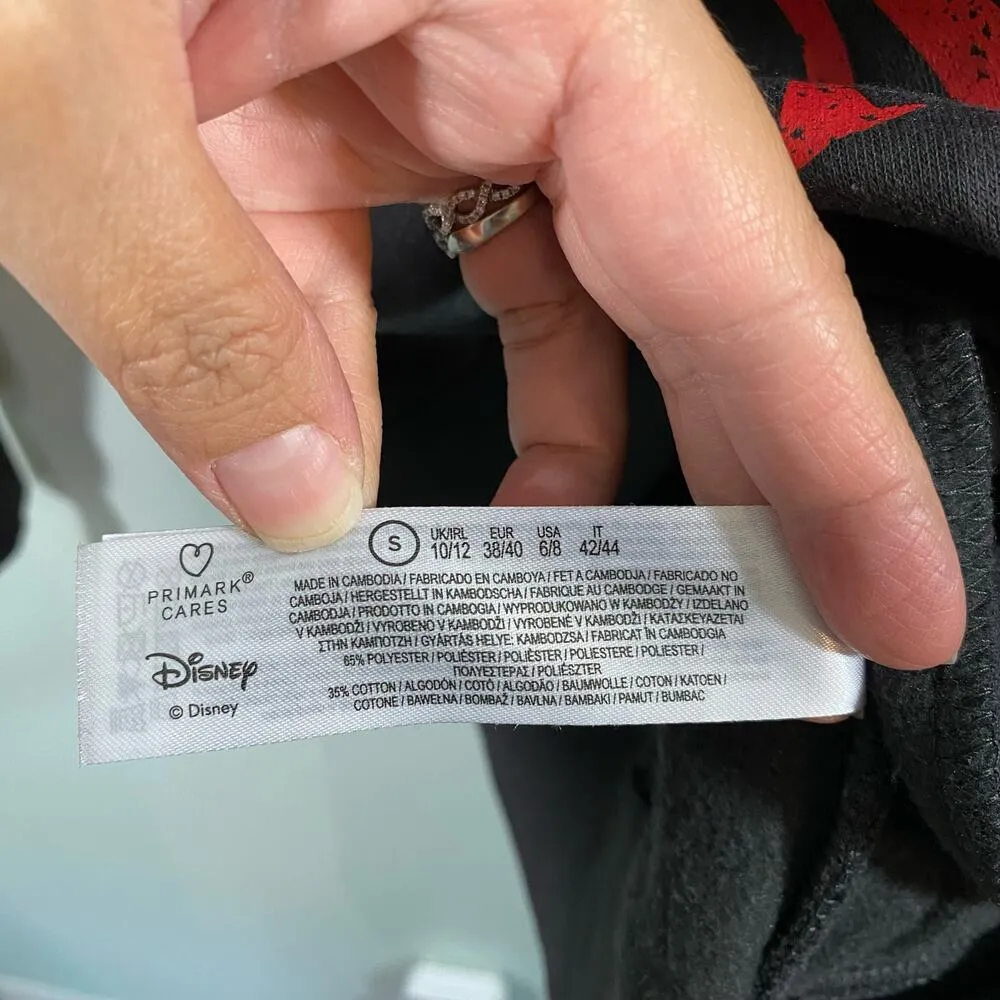 PRIMARK®
CARES
Disney
© Disney
S
UK/IRL EUR USA IT
10/12 38/40 6/8 42/44
MADE IN CAMBODIA / FABRICADO EN CAMBOYA / FET A CAMBODJA / FABRICADO NO
CAMBOJA / HERGESTELLT IN KAMBODSCHA / FABRIQUE AU CAMBODGE / GEMAAKT IN
CAMBODJA / PRODOTTO IN CAMBOGIA / WYPRODUKOWANO W KAMBODŻY / IZDELANO
V KAMBODŽI / VYROBENO V KAMBODŽI / VYROBENÉ V KAMBODŽI / ΚΑΤΑΣΚΕΥΑΖΕΤΑΙ
ΣΤΗΝ ΚΑΜΠΟΤΖΗ / GYÁRTÁS HELYE: KAMBODZSA / FABRICAT ÎN CAMBODGIA
65% POLYESTER / POLIÉSTER / POLIÈSTER / POLIESTERE / POLIESTER /
ΠΟΛΥΕΣΤΕΡΑΣ / POLIÉSZTER
35% COTTON / ALGODÓN / COTÓ / ALGODÃO / BAUMWOLLE / COTON / KATOEN /
COTONE / BAWEŁNA / BOMBAŽ / BAVLNA / BAMBAKI / PAMUT / BUMBAC